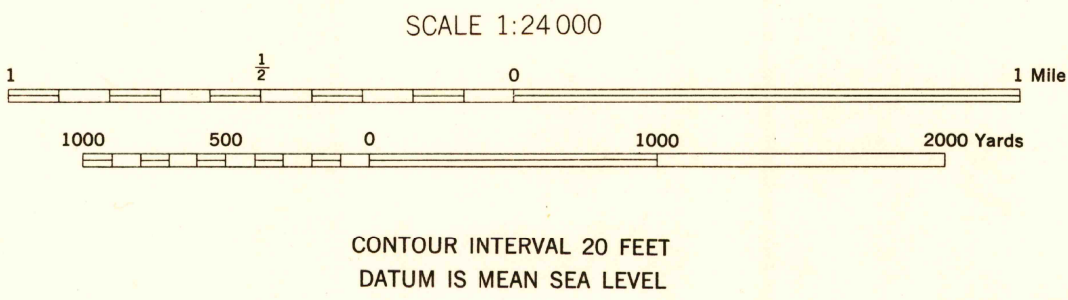 SCALE 1:24 000
1 1/2 0 1 Mile
1000 500 0 1000 2000 Yards
CONTOUR INTERVAL 20 FEET
DATUM IS MEAN SEA LEVEL